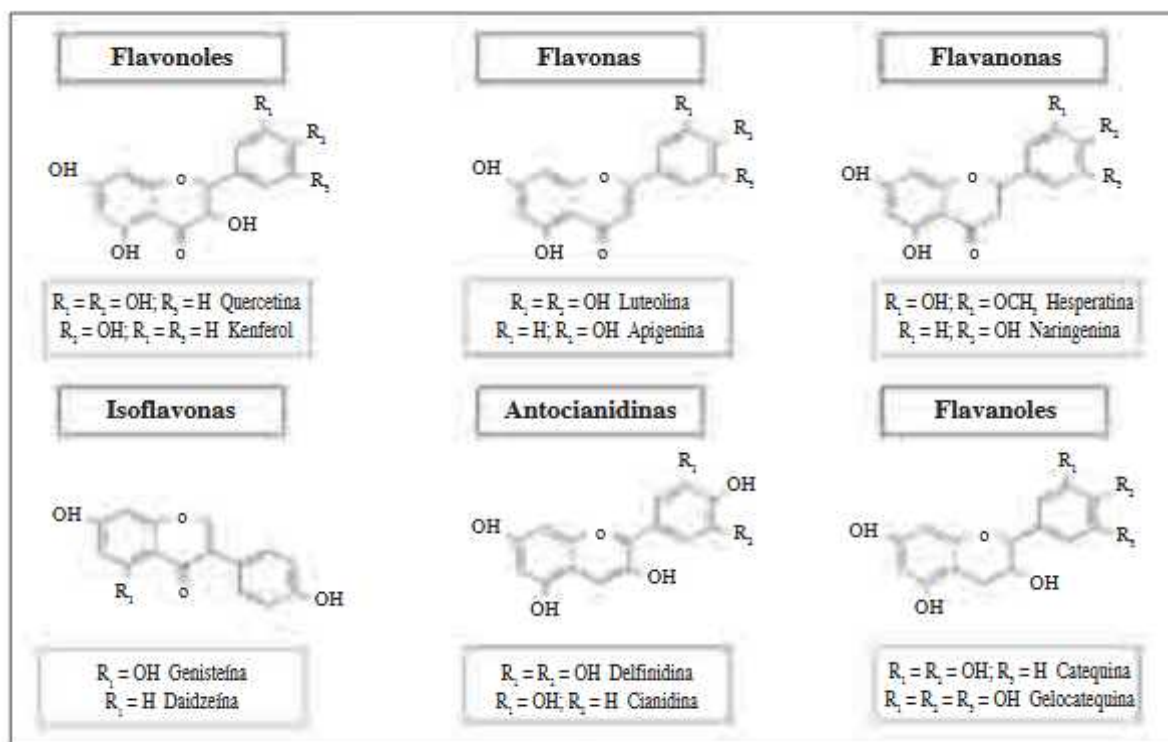 Flavonoles
R₁
R₂
R₃
OH
O
OH
OH
O
R₁ = R₂ = OH; R₃ = H Quercetina
R₂ = OH; R₁ = R₃ = H Kenferol
Flavonas
R₁
R₂
R₃
OH
O
OH
O
R₁ = R₂ = OH Luteolina
R₁ = H; R₂ = OH Apigenina
Flavanonas
R₁
R₂
R₃
OH
O
OH
O
R₁ = OH; R₂ = OCH₃ Hesperatina
R₁ = H; R₂ = OH Naringenina
Isoflavonas
OH
O
R₁
O
OH
R₁ = OH Genisteína
R₁ = H Daidzeína
Antocianidinas
R₁
OH
R₂
OH
O
OH
OH
R₁ = R₂ = OH Delfinidina
R₁ = OH; R₂ = H Cianidina
Flavanoles
R₁
R₂
R₃
OH
O
OH
OH
R₁ = R₂ = OH; R₃ = H Catequina
R₁ = R₂ = R₃ = OH Gelocatequina